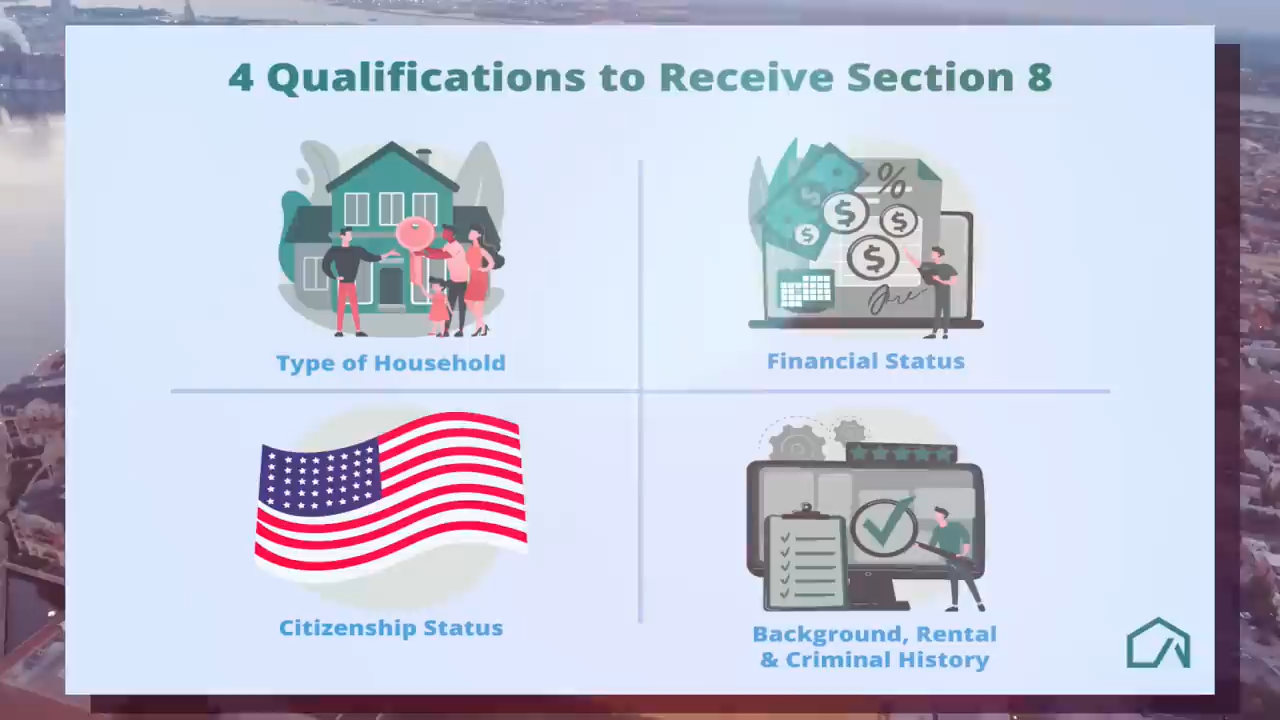 4 Qualifications to Receive Section 8
%
$ $ $
$ $
Type of Household
Financial Status
Citizenship Status
Background, Rental
& Criminal History